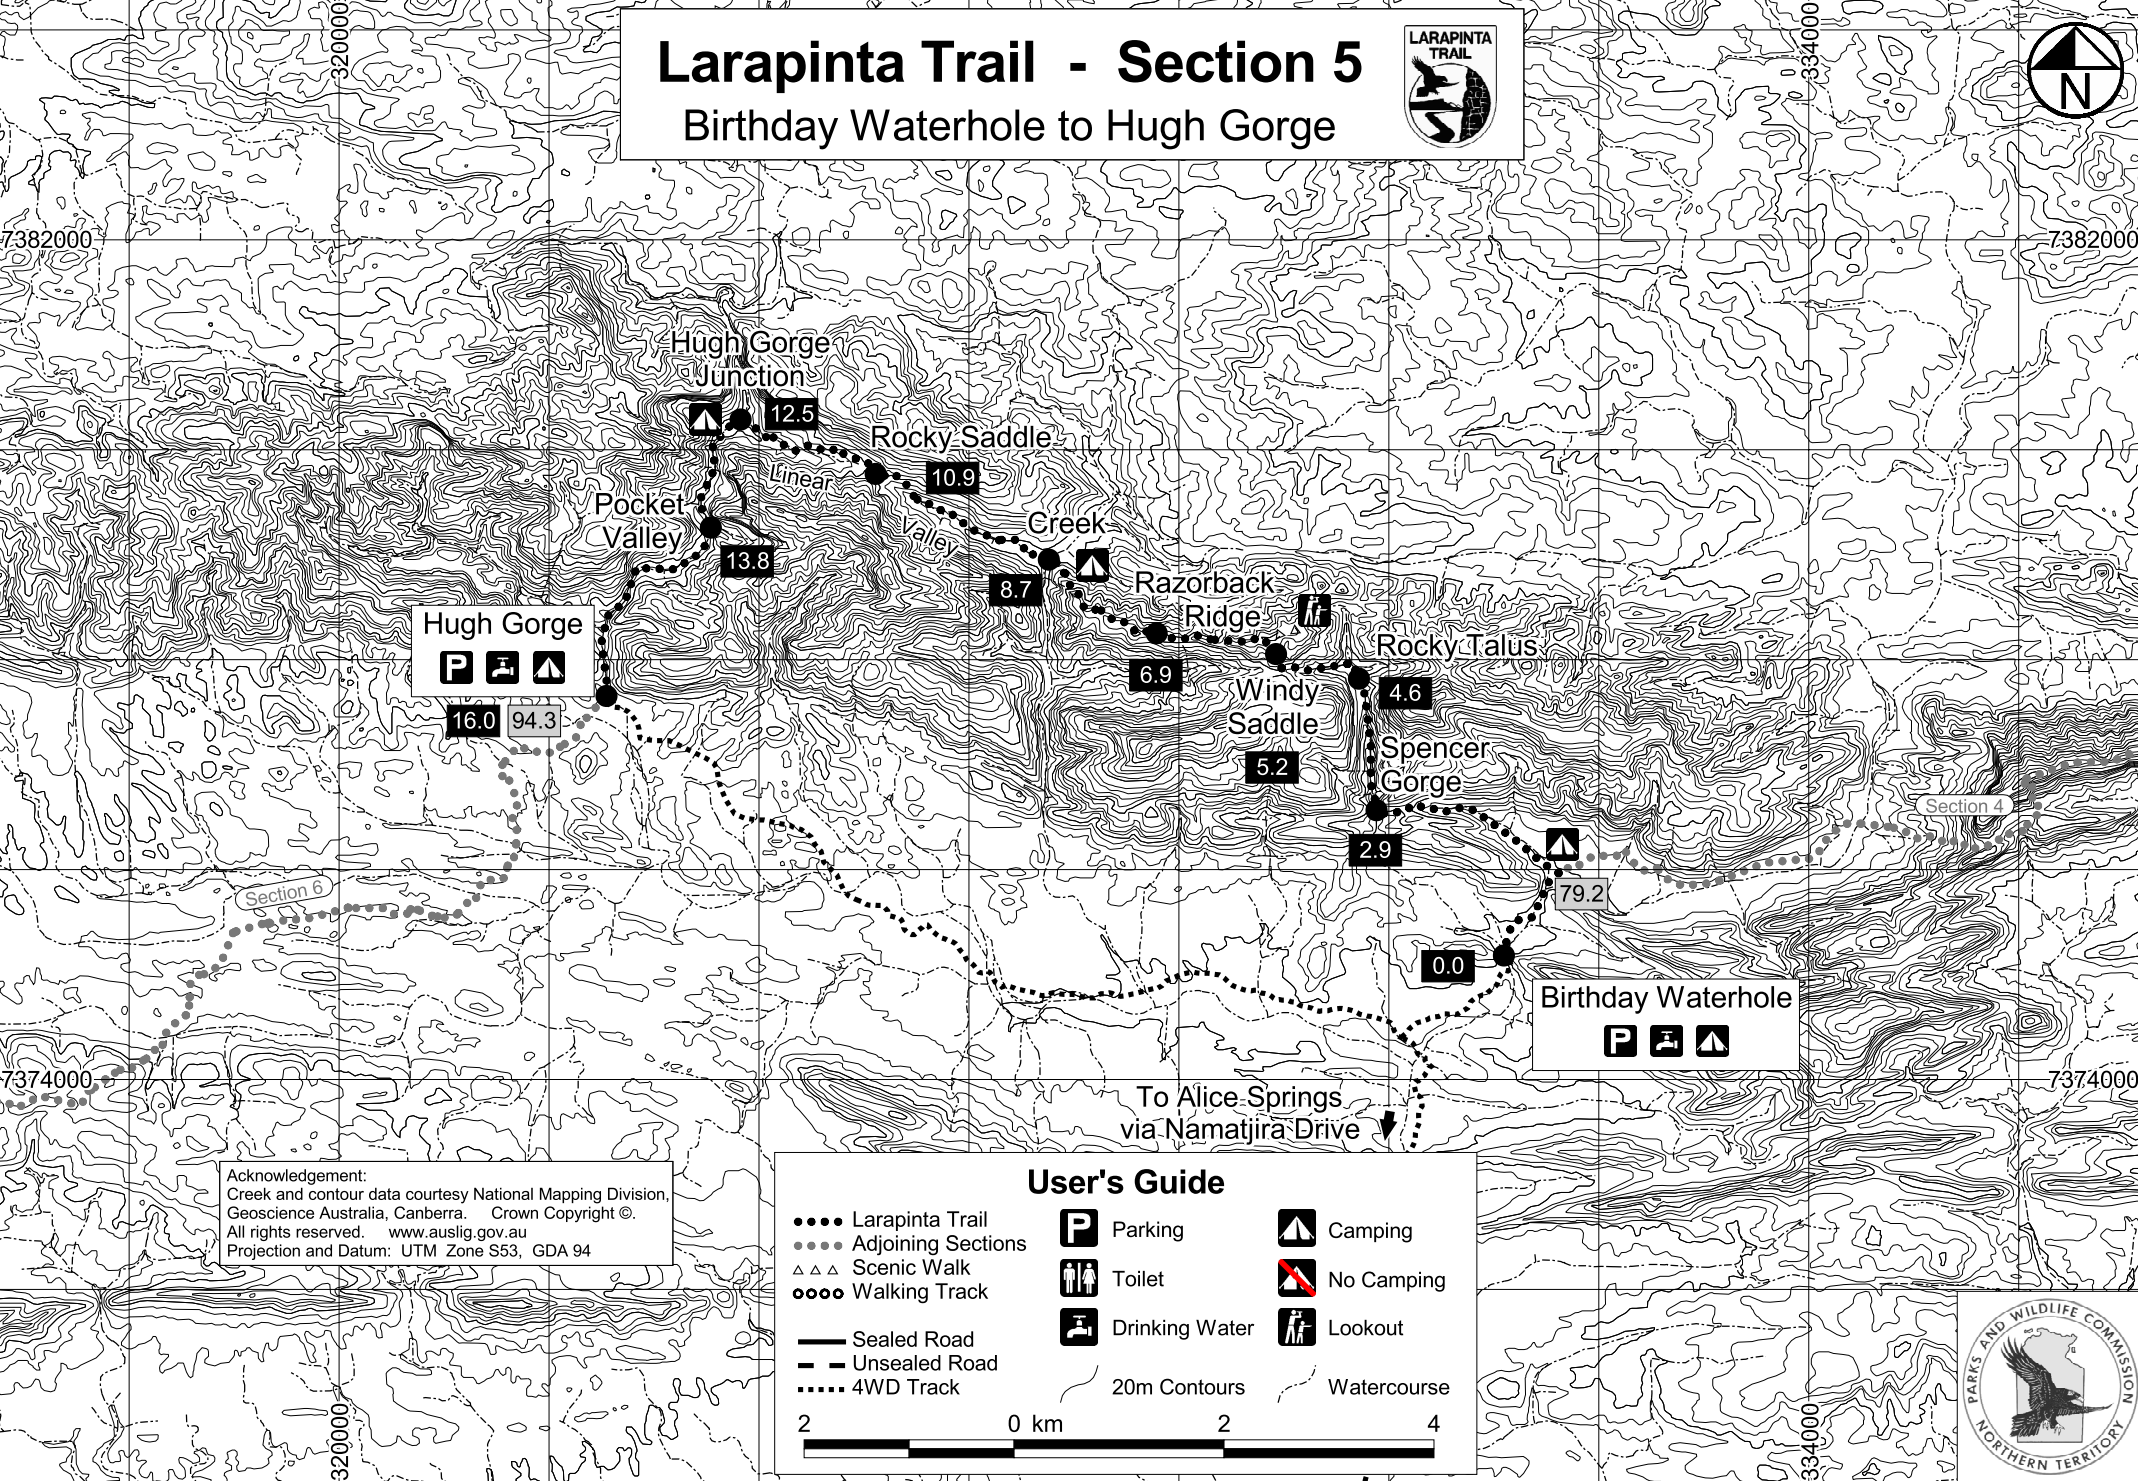 Larapinta Trail - Section 5
Birthday Waterhole to Hugh Gorge
LARAPINTA
TRAIL
N
320000
334000
7382000
7382000
Hugh Gorge
Junction
12.5
Rocky Saddle
10.9
Linear
Valley
Pocket
Valley
13.8
Creek
8.7
Razorback
Ridge
6.9
Hugh Gorge
P
16.0
94.3
Rocky Talus
4.6
Windy
Saddle
5.2
Spencer
Gorge
2.9
Section 4
79.2
Section 6
0.0
Birthday Waterhole
P
7374000
7374000
To Alice Springs
via Namatjira Drive
Acknowledgement:
Creek and contour data courtesy National Mapping Division,
Geoscience Australia, Canberra. Crown Copyright ©.
All rights reserved. www.auslig.gov.au
Projection and Datum: UTM Zone S53, GDA 94
User's Guide
Larapinta Trail
Adjoining Sections
Scenic Walk
Walking Track
Sealed Road
Unsealed Road
4WD Track
P Parking
Toilet
Drinking Water
20m Contours
Camping
No Camping
Lookout
Watercourse
2 0 km 2 4
320000
334000
PARKS AND WILDLIFE COMMISSION
NORTHERN TERRITORY